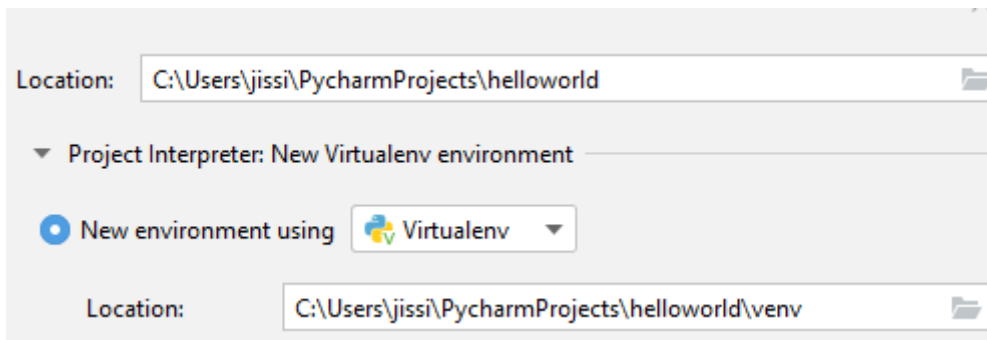 Location: C:\Users\jissi\PycharmProjects\helloworld
Project Interpreter: New Virtualenv environment
New environment using Virtualenv
Location: C:\Users\jissi\PycharmProjects\helloworld\venv